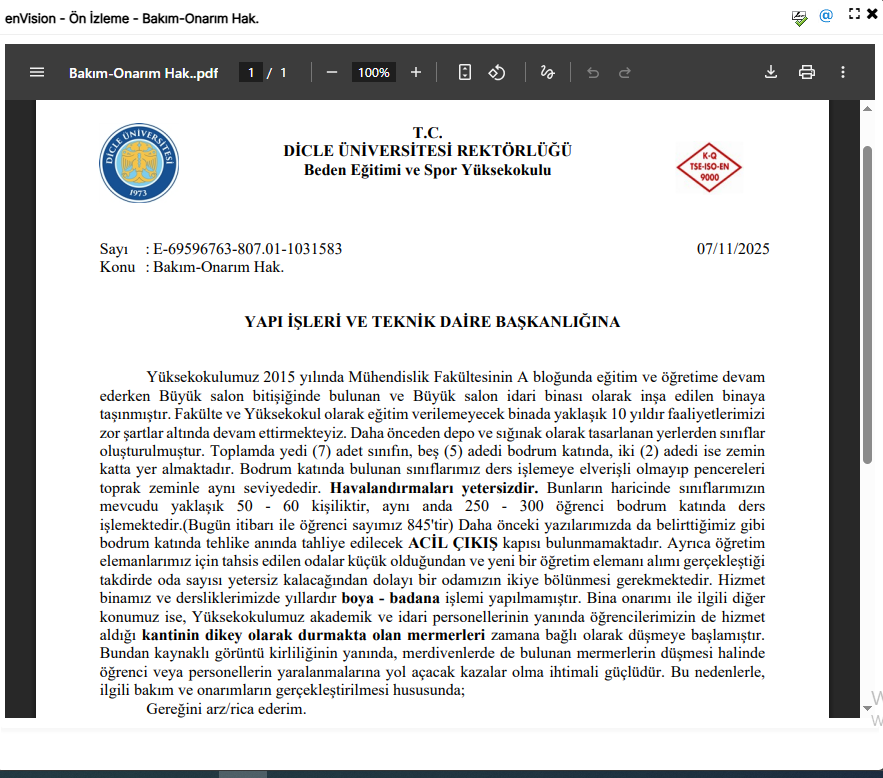 enVision - Ön İzleme - Bakım-Onarım Hak.
Bakım-Onarım Hak..pdf 1 / 1 100%
T.C.
DİCLE ÜNİVERSİTESİ REKTÖRLÜĞÜ
Beden Eğitimi ve Spor Yüksekokulu
DİCLE ÜNİVERSİTESİ
1973
K-Q
TSE-ISO-EN
9000
Sayı : E-69596763-807.01-1031583 07/11/2025
Konu : Bakım-Onarım Hak.
YAPI İŞLERİ VE TEKNİK DAİRE BAŞKANLIĞINA
Yüksekokulumuz 2015 yılında Mühendislik Fakültesinin A bloğunda eğitim ve öğretime devam
ederken Büyük salon bitişiğinde bulunan ve Büyük salon idari binası olarak inşa edilen binaya
taşınmıştır. Fakülte ve Yüksekokul olarak eğitim verilemeyecek binada yaklaşık 10 yıldır faaliyetlerimizi
zor şartlar altında devam ettirmekteyiz. Daha önceden depo ve sığınak olarak tasarlanan yerlerden sınıflar
oluşturulmuştur. Toplamda yedi (7) adet sınıfın, beş (5) adedi bodrum katında, iki (2) adedi ise zemin
katta yer almaktadır. Bodrum katında bulunan sınıflarımız ders işlemeye elverişli olmayıp pencereleri
toprak zeminle aynı seviyededir. Havalandırmaları yetersizdir. Bunların haricinde sınıflarımızın
mevcudu yaklaşık 50 - 60 kişiliktir, aynı anda 250 - 300 öğrenci bodrum katında ders
işlemektedir.(Bugün itibarı ile öğrenci sayımız 845'tir) Daha önceki yazılarımızda da belirttiğimiz gibi
bodrum katında tehlike anında tahliye edilecek ACİL ÇIKIŞ kapısı bulunmamaktadır. Ayrıca öğretim
elemanlarımız için tahsis edilen odalar küçük olduğundan ve yeni bir öğretim elemanı alımı gerçekleştiği
takdirde oda sayısı yetersiz kalacağından dolayı bir odamızın ikiye bölünmesi gerekmektedir. Hizmet
binamız ve dersliklerimizde yıllardır boya - badana işlemi yapılmamıştır. Bina onarımı ile ilgili diğer
konumuz ise, Yüksekokulumuz akademik ve idari personellerinin yanında öğrencilerimizin de hizmet
aldığı kantinin dikey olarak durmakta olan mermerleri zamana bağlı olarak düşmeye başlamıştır.
Bundan kaynaklı görüntü kirliliğinin yanında, merdivenlerde de bulunan mermerlerin düşmesi halinde
öğrenci veya personellerin yaralanmalarına yol açacak kazalar olma ihtimali güçlüdür. Bu nedenlerle,
ilgili bakım ve onarımların gerçekleştirilmesi hususunda;
Gereğini arz/rica ederim.